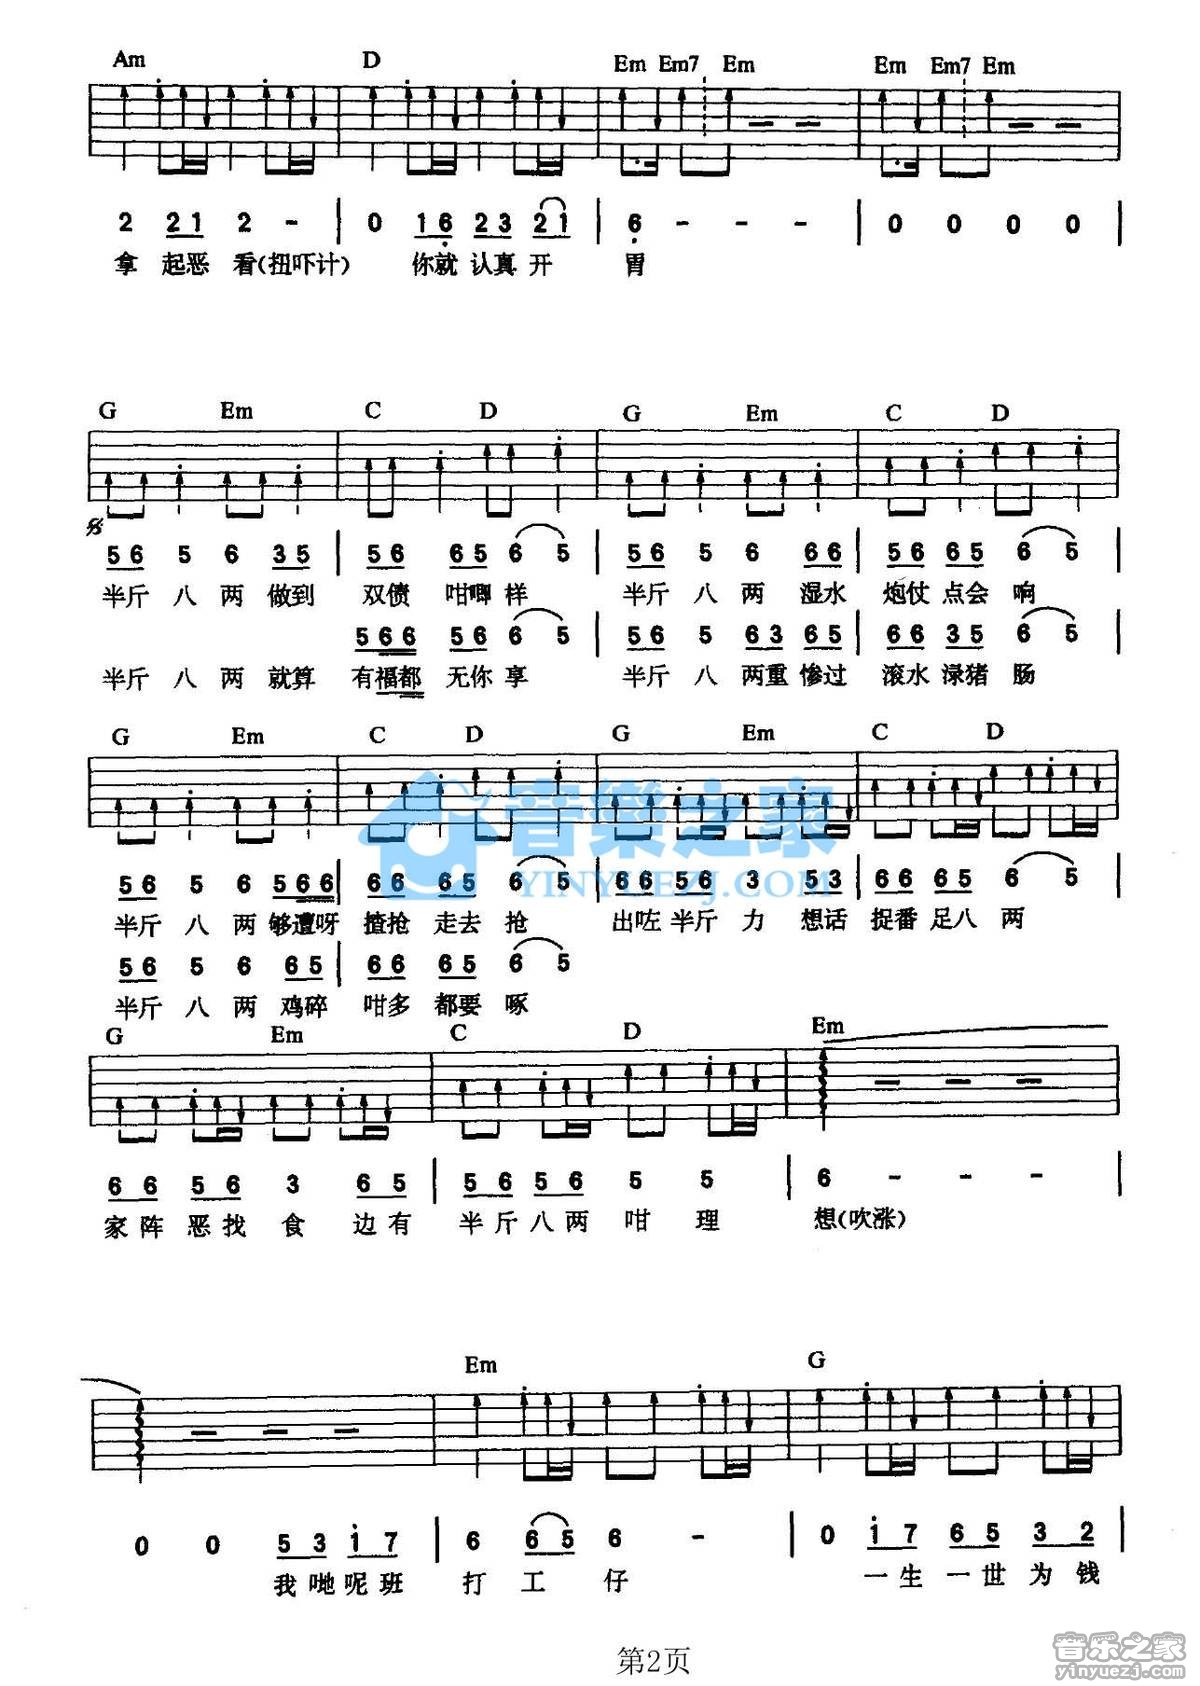 Am D Em Em7 Em Em Em7 Em
2 21 2 - | 0 16 23 21 | 6 - - - | 0 0 0 0 |
拿 起恶 看(扭吓计) 你就 认真 开 胃
G Em C D G Em C D
56 5 6 35 | 56 65 6 5 | 56 5 6 66 | 56 65 6 5 |
半斤 八 两 做到 双债 咁唧 样 半斤 八 两 湿水 炮仗 点会 响
566 56 6 5 | 56 5 63 65 | 66 35 6 5 |
半斤 八 两 就算 有福都 无你 享 半斤 八 两重 惨过 滚水 渌猪 肠
G Em C D G Em C D
56 5 6 566 | 66 65 6 5 | 66 56 3 53 | 66 65 6 5 |
半斤 八 两 够遭呀 揸抢 走去 抢 出咗 半斤 力 想话 捉番 足八 两
56 5 6 65 | 66 65 6 5
半斤 八 两 鸡碎 咁多 都要 啄
G Em C D Em
66 56 3 65 | 56 56 5 5 | 6 - - - |
家阵 恶找 食 边有 半斤八两 咁 理 想(吹涨)
Em G
0 0 53 17 | 6 65 6 - | 0 17 65 32 |
我哋呢班 打 工 仔 一生 一世为钱
音樂之家
YINYUEZJ.COM
第2页
音乐之家
yinyuezj.com